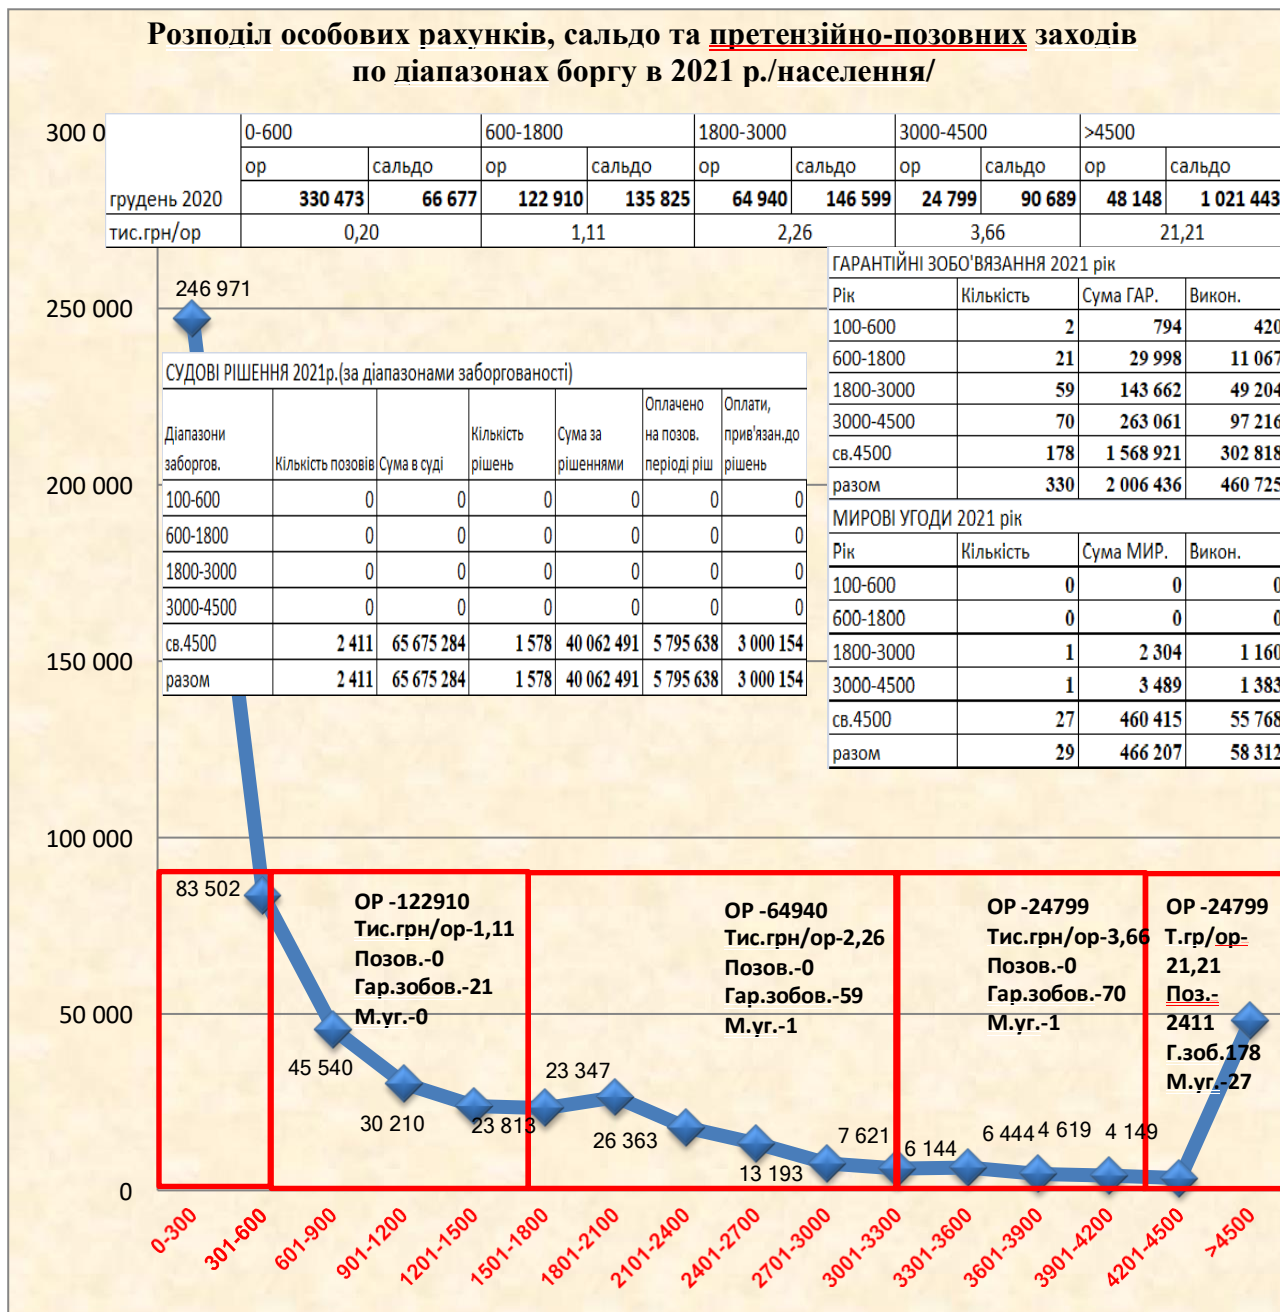 Розподіл особових рахунків, сальдо та претензійно-позовних заходів
по діапазонах боргу в 2021 р./населення/
0-600 600-1800 1800-3000 3000-4500 >4500
ор сальдо ор сальдо ор сальдо ор сальдо ор сальдо
грудень 2020 330 473 66 677 122 910 135 825 64 940 146 599 24 799 90 689 48 148 1 021 443
тис.грн/ор 0,20 1,11 2,26 3,66 21,21
300 0
250 000
200 000
150 000
100 000
50 000
0
246 971
СУДОВІ РІШЕННЯ 2021р.(за діапазонами заборгованості)
Діапазони заборгов. Кількість позовів Сума в суді Кількість рішень Сума за рішеннями Оплачено на позов. періоді ріш Оплати, прив'язан.до рішень
100-600 0 0 0 0 0 0
600-1800 0 0 0 0 0 0
1800-3000 0 0 0 0 0 0
3000-4500 0 0 0 0 0 0
св.4500 2 411 65 675 284 1 578 40 062 491 5 795 638 3 000 154
разом 2 411 65 675 284 1 578 40 062 491 5 795 638 3 000 154
ГАРАНТІЙНІ ЗОБО'ВЯЗАННЯ 2021 рік
Рік Кількість Сума ГАР. Викон.
100-600 2 794 420
600-1800 21 29 998 11 067
1800-3000 59 143 662 49 204
3000-4500 70 263 061 97 216
св.4500 178 1 568 921 302 818
разом 330 2 006 436 460 725
МИРОВІ УГОДИ 2021 рік
Рік Кількість Сума МИР. Викон.
100-600 0 0 0
600-1800 0 0 0
1800-3000 1 2 304 1 160
3000-4500 1 3 489 1 383
св.4500 27 460 415 55 768
разом 29 466 207 58 312
83 502
ОР -122910
Тис.грн/ор-1,11
Позов.-0
Гар.зобов.-21
М.уг.-0
ОР -64940
Тис.грн/ор-2,26
Позов.-0
Гар.зобов.-59
М.уг.-1
ОР -24799
Тис.грн/ор-3,66
Позов.-0
Гар.зобов.-70
М.уг.-1
ОР -24799
Т.гр/ор-
21,21
Поз.-
2411
Г.зоб.178
М.уг.-27
45 540
30 210
23 813
23 347
26 363
13 193
7 621
6 144
6 444
4 619
4 149
0-300
301-600
601-900
901-1200
1201-1500
1501-1800
1801-2100
2101-2400
2401-2700
2701-3000
3001-3300
3301-3600
3601-3900
3901-4200
4201-4500
>4500